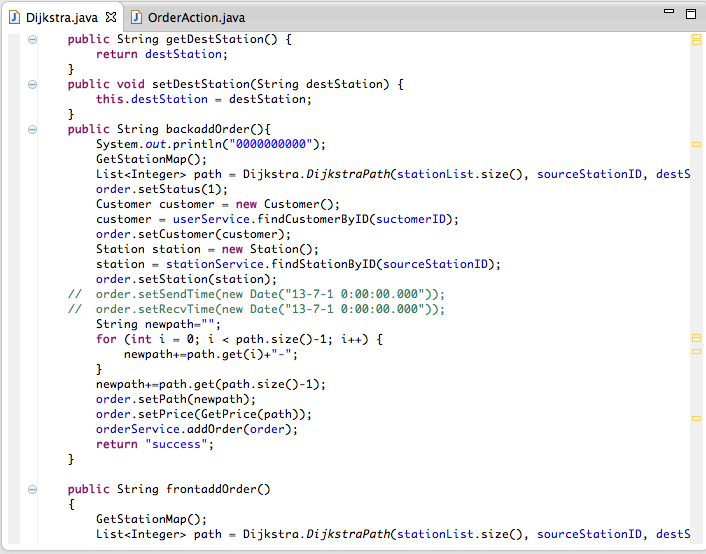 Dijkstra.java OrderAction.java
public String getDestStation() {
return destStation;
}
public void setDestStation(String destStation) {
this.destStation = destStation;
}
public String backaddOrder(){
System.out.println("0000000000");
GetStationMap();
List<Integer> path = Dijkstra.DijkstraPath(stationList.size(), sourceStationID, destS
order.setStatus(1);
Customer customer = new Customer();
customer = userService.findCustomerByID(suctomerID);
order.setCustomer(customer);
Station station = new Station();
station = stationService.findStationByID(sourceStationID);
order.setStation(station);
// order.setSendTime(new Date("13-7-1 0:00:00.000"));
// order.setRecvTime(new Date("13-7-1 0:00:00.000"));
String newpath="";
for (int i = 0; i < path.size()-1; i++) {
newpath+=path.get(i)+"-";
}
newpath+=path.get(path.size()-1);
order.setPath(newpath);
order.setPrice(GetPrice(path));
orderService.addOrder(order);
return "success";
}
public String frontaddOrder()
{
GetStationMap();
List<Integer> path = Dijkstra.DijkstraPath(stationList.size(), sourceStationID, destS